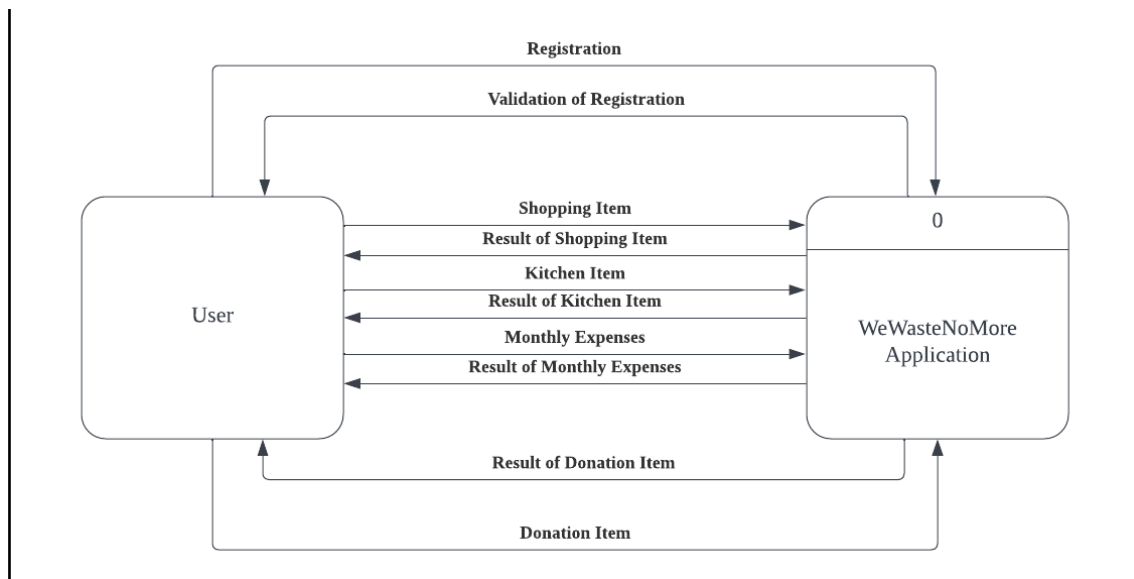 Registration
Validation of Registration
Shopping Item
0
Result of Shopping Item
Kitchen Item
Result of Kitchen Item
User
WeWasteNoMore
Application
Monthly Expenses
Result of Monthly Expenses
Result of Donation Item
Donation Item